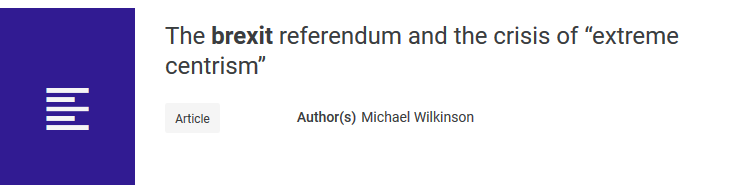 The brexit referendum and the crisis of “extreme
centrism”
Article
Author(s) Michael Wilkinson